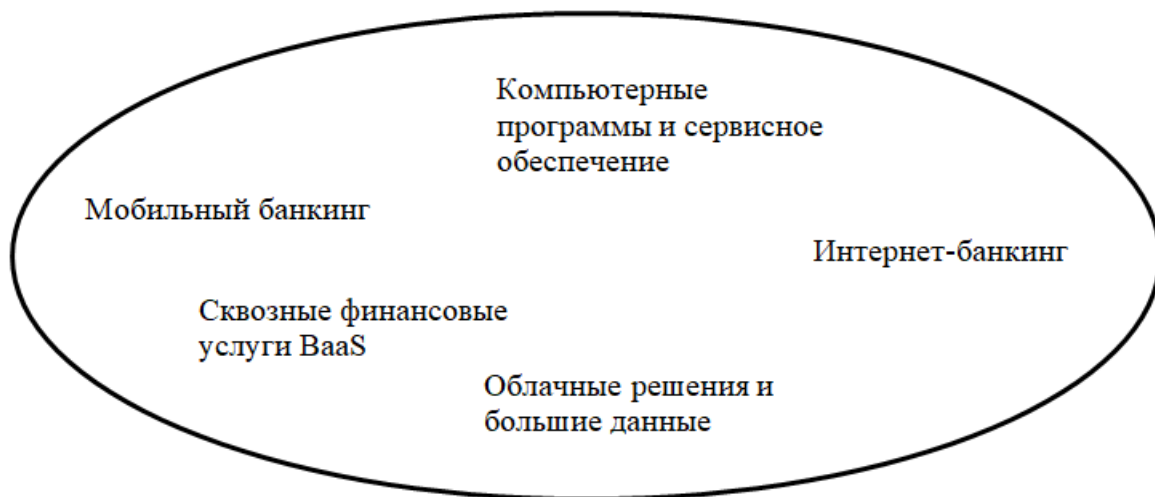 Компьютерные
программы и сервисное
обеспечение
Мобильный банкинг
Интернет-банкинг
Сквозные финансовые
услуги BaaS
Облачные решения и
большие данные